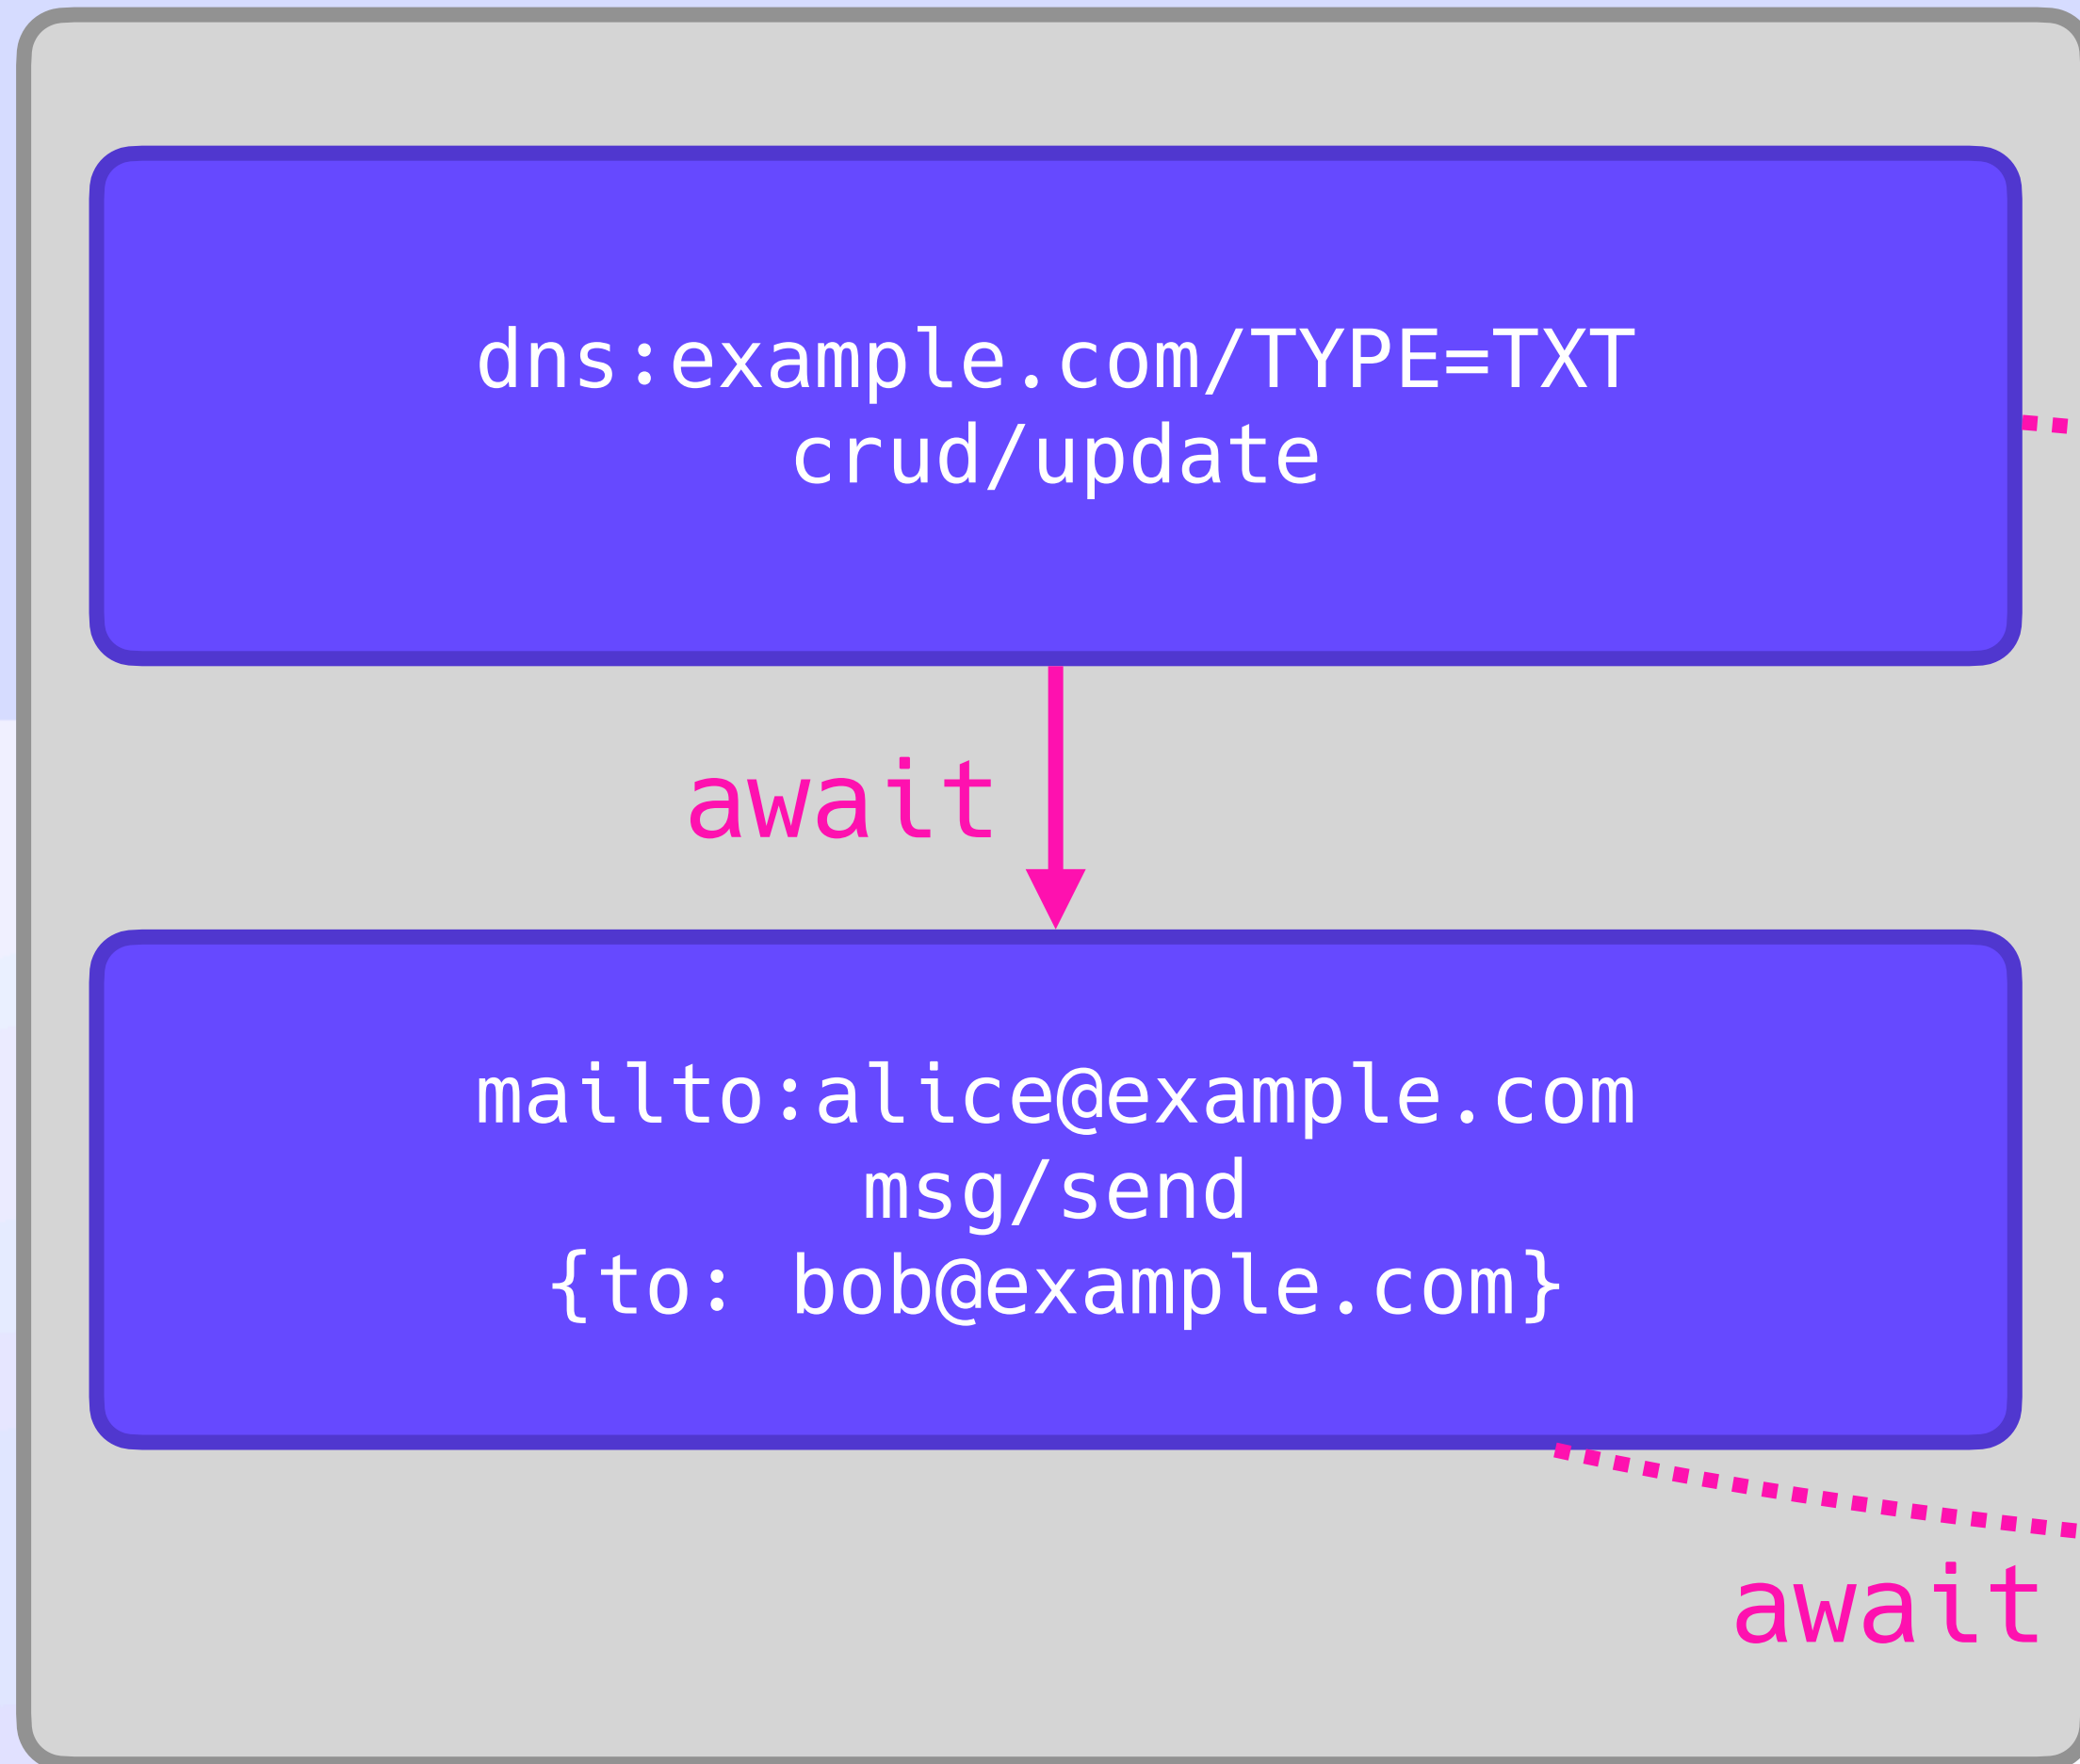 dns:example.com/TYPE=TXT
crud/update
await
mailto:alice@example.com
msg/send
{to: bob@example.com}
await